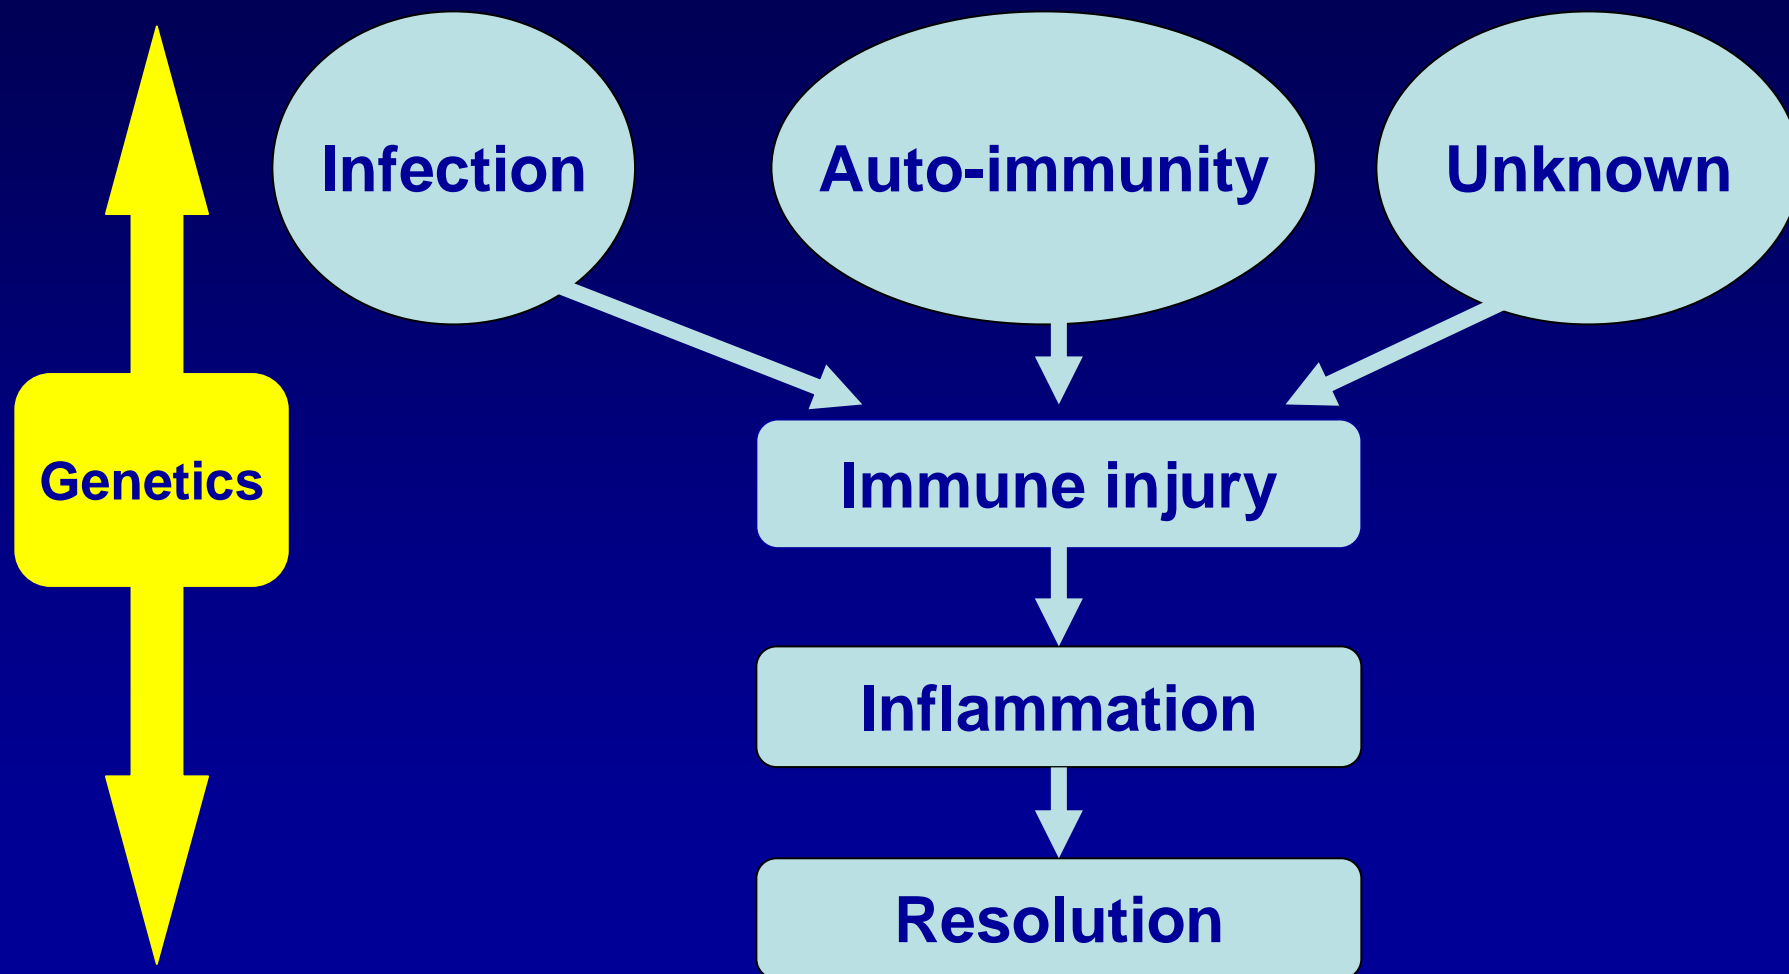 Infection
Auto-immunity
Unknown
Genetics
Immune injury
Inflammation
Resolution